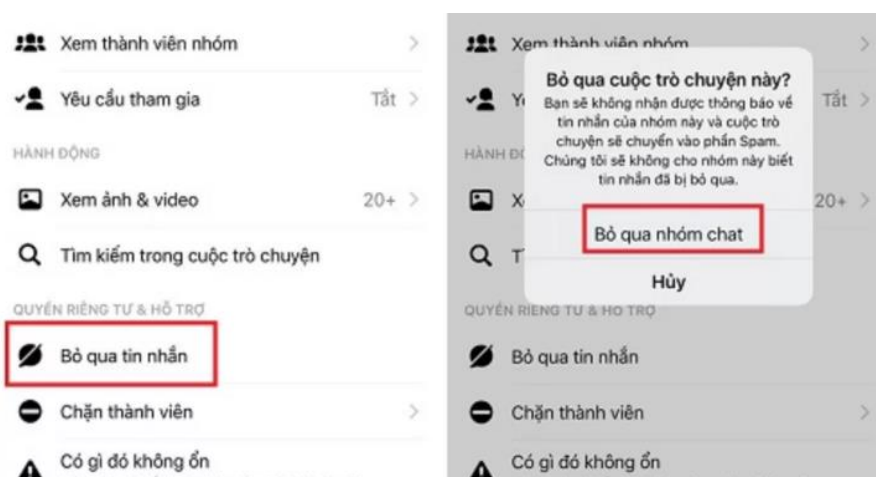 Xem thành viên nhóm
Yêu cầu tham gia Tắt
HÀNH ĐỘNG
Xem ảnh & video 20+
Tìm kiếm trong cuộc trò chuyện
QUYỀN RIÊNG TƯ & HỖ TRỢ
Bỏ qua tin nhắn
Chặn thành viên
Có gì đó không ổn
Xem thành viên nhóm
Bỏ qua cuộc trò chuyện này?
Bạn sẽ không nhận được thông báo về
tin nhắn của nhóm này và cuộc trò
chuyện sẽ chuyển vào phần Spam.
Chúng tôi sẽ không cho nhóm này biết
tin nhắn đã bị bỏ qua.
Tắt
20+
Bỏ qua nhóm chat
Hủy
QUYỀN RIÊNG TƯ & HỖ TRỢ
Bỏ qua tin nhắn
Chặn thành viên
Có gì đó không ổn